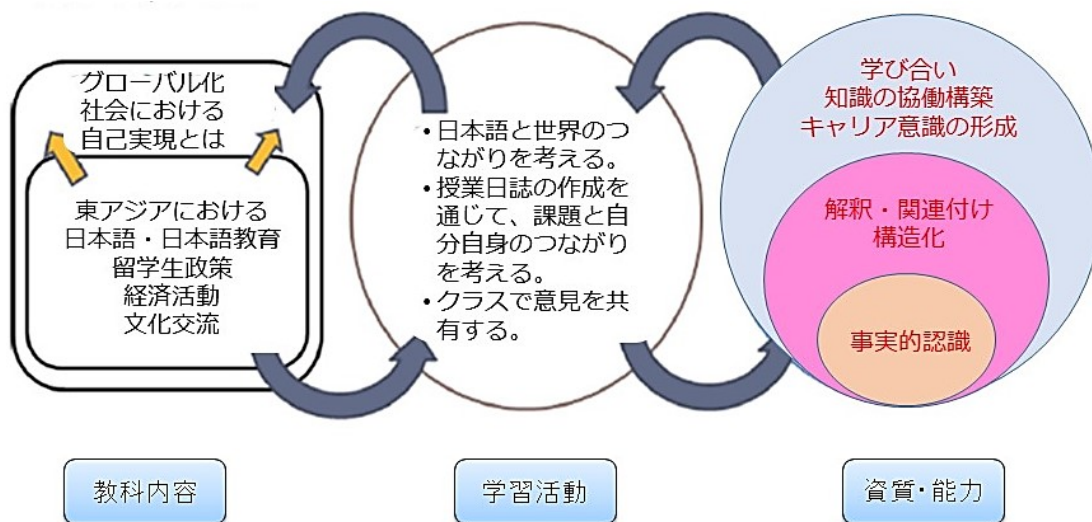 グローバル化
社会における
自己実現とは
東アジアにおける
日本語・日本語教育
留学生政策
経済活動
文化交流
・日本語と世界のつ
ながりを考える。
・授業日誌の作成を
通じて、課題と自
分自身のつながり
を考える。
・クラスで意見を共
有する。
学び合い
知識の協働構築
キャリア意識の形成
解釈・関連付け
構造化
事実的認識
教科内容
学習活動
資質・能力